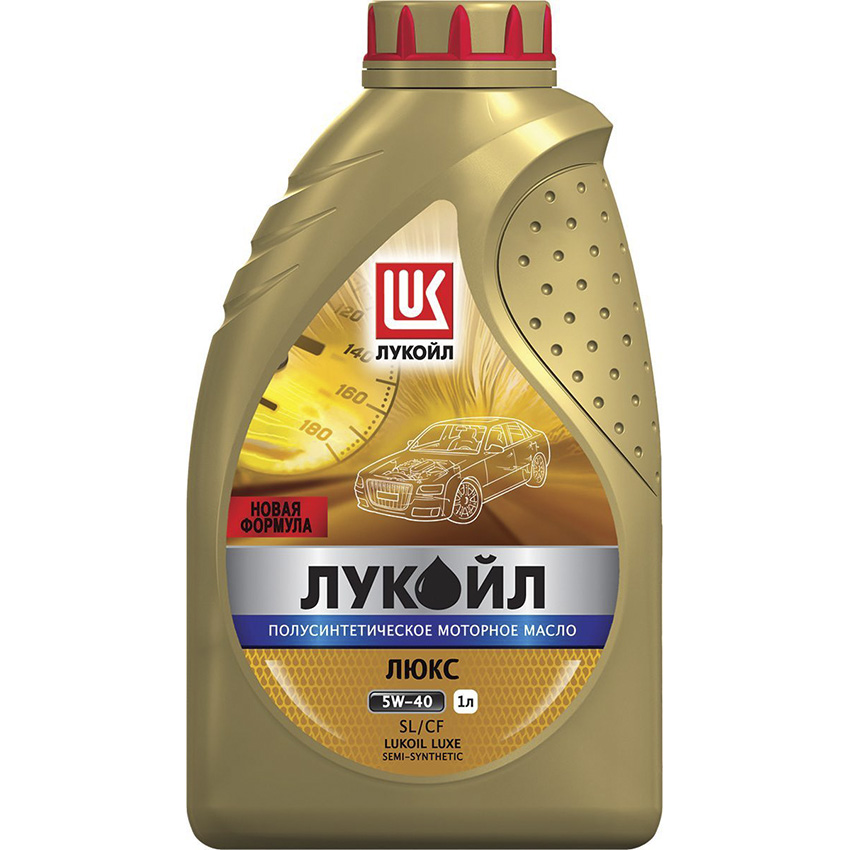 LUK
ЛУКОЙЛ
120
140
160
180
НОВАЯ
ФОРМУЛА
ЛУКОЙЛ
ПОЛУСИНТЕТИЧЕСКОЕ МОТОРНОЕ МАСЛО
ЛЮКС
5W-40 1л
SL/CF
LUKOIL LUXE
SEMI-SYNTHETIC